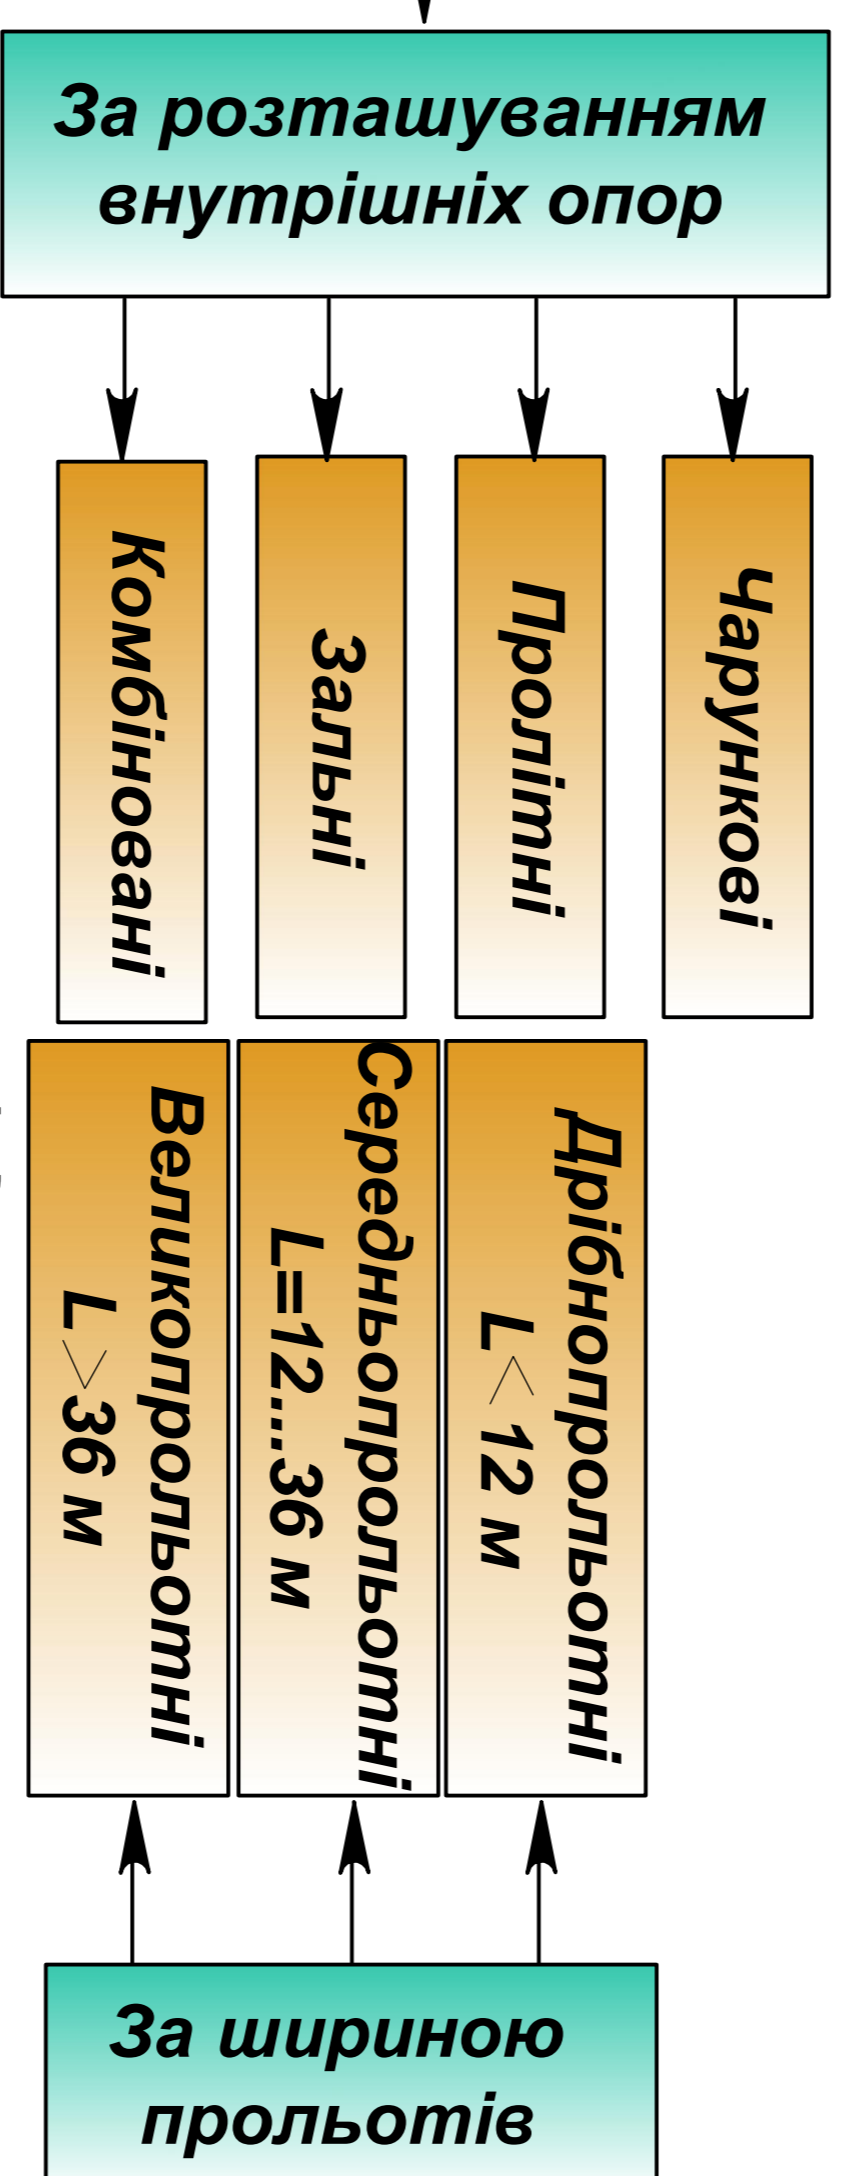 За розташуванням
внутрішніх опор
Комбіновані
Зальні
Пролітні
Чарункові
Великопрольотні
L>36 м
Середньопрольотні
L=12...36 м
Дрібнопрольотні
L< 12 м
За шириною
прольотів